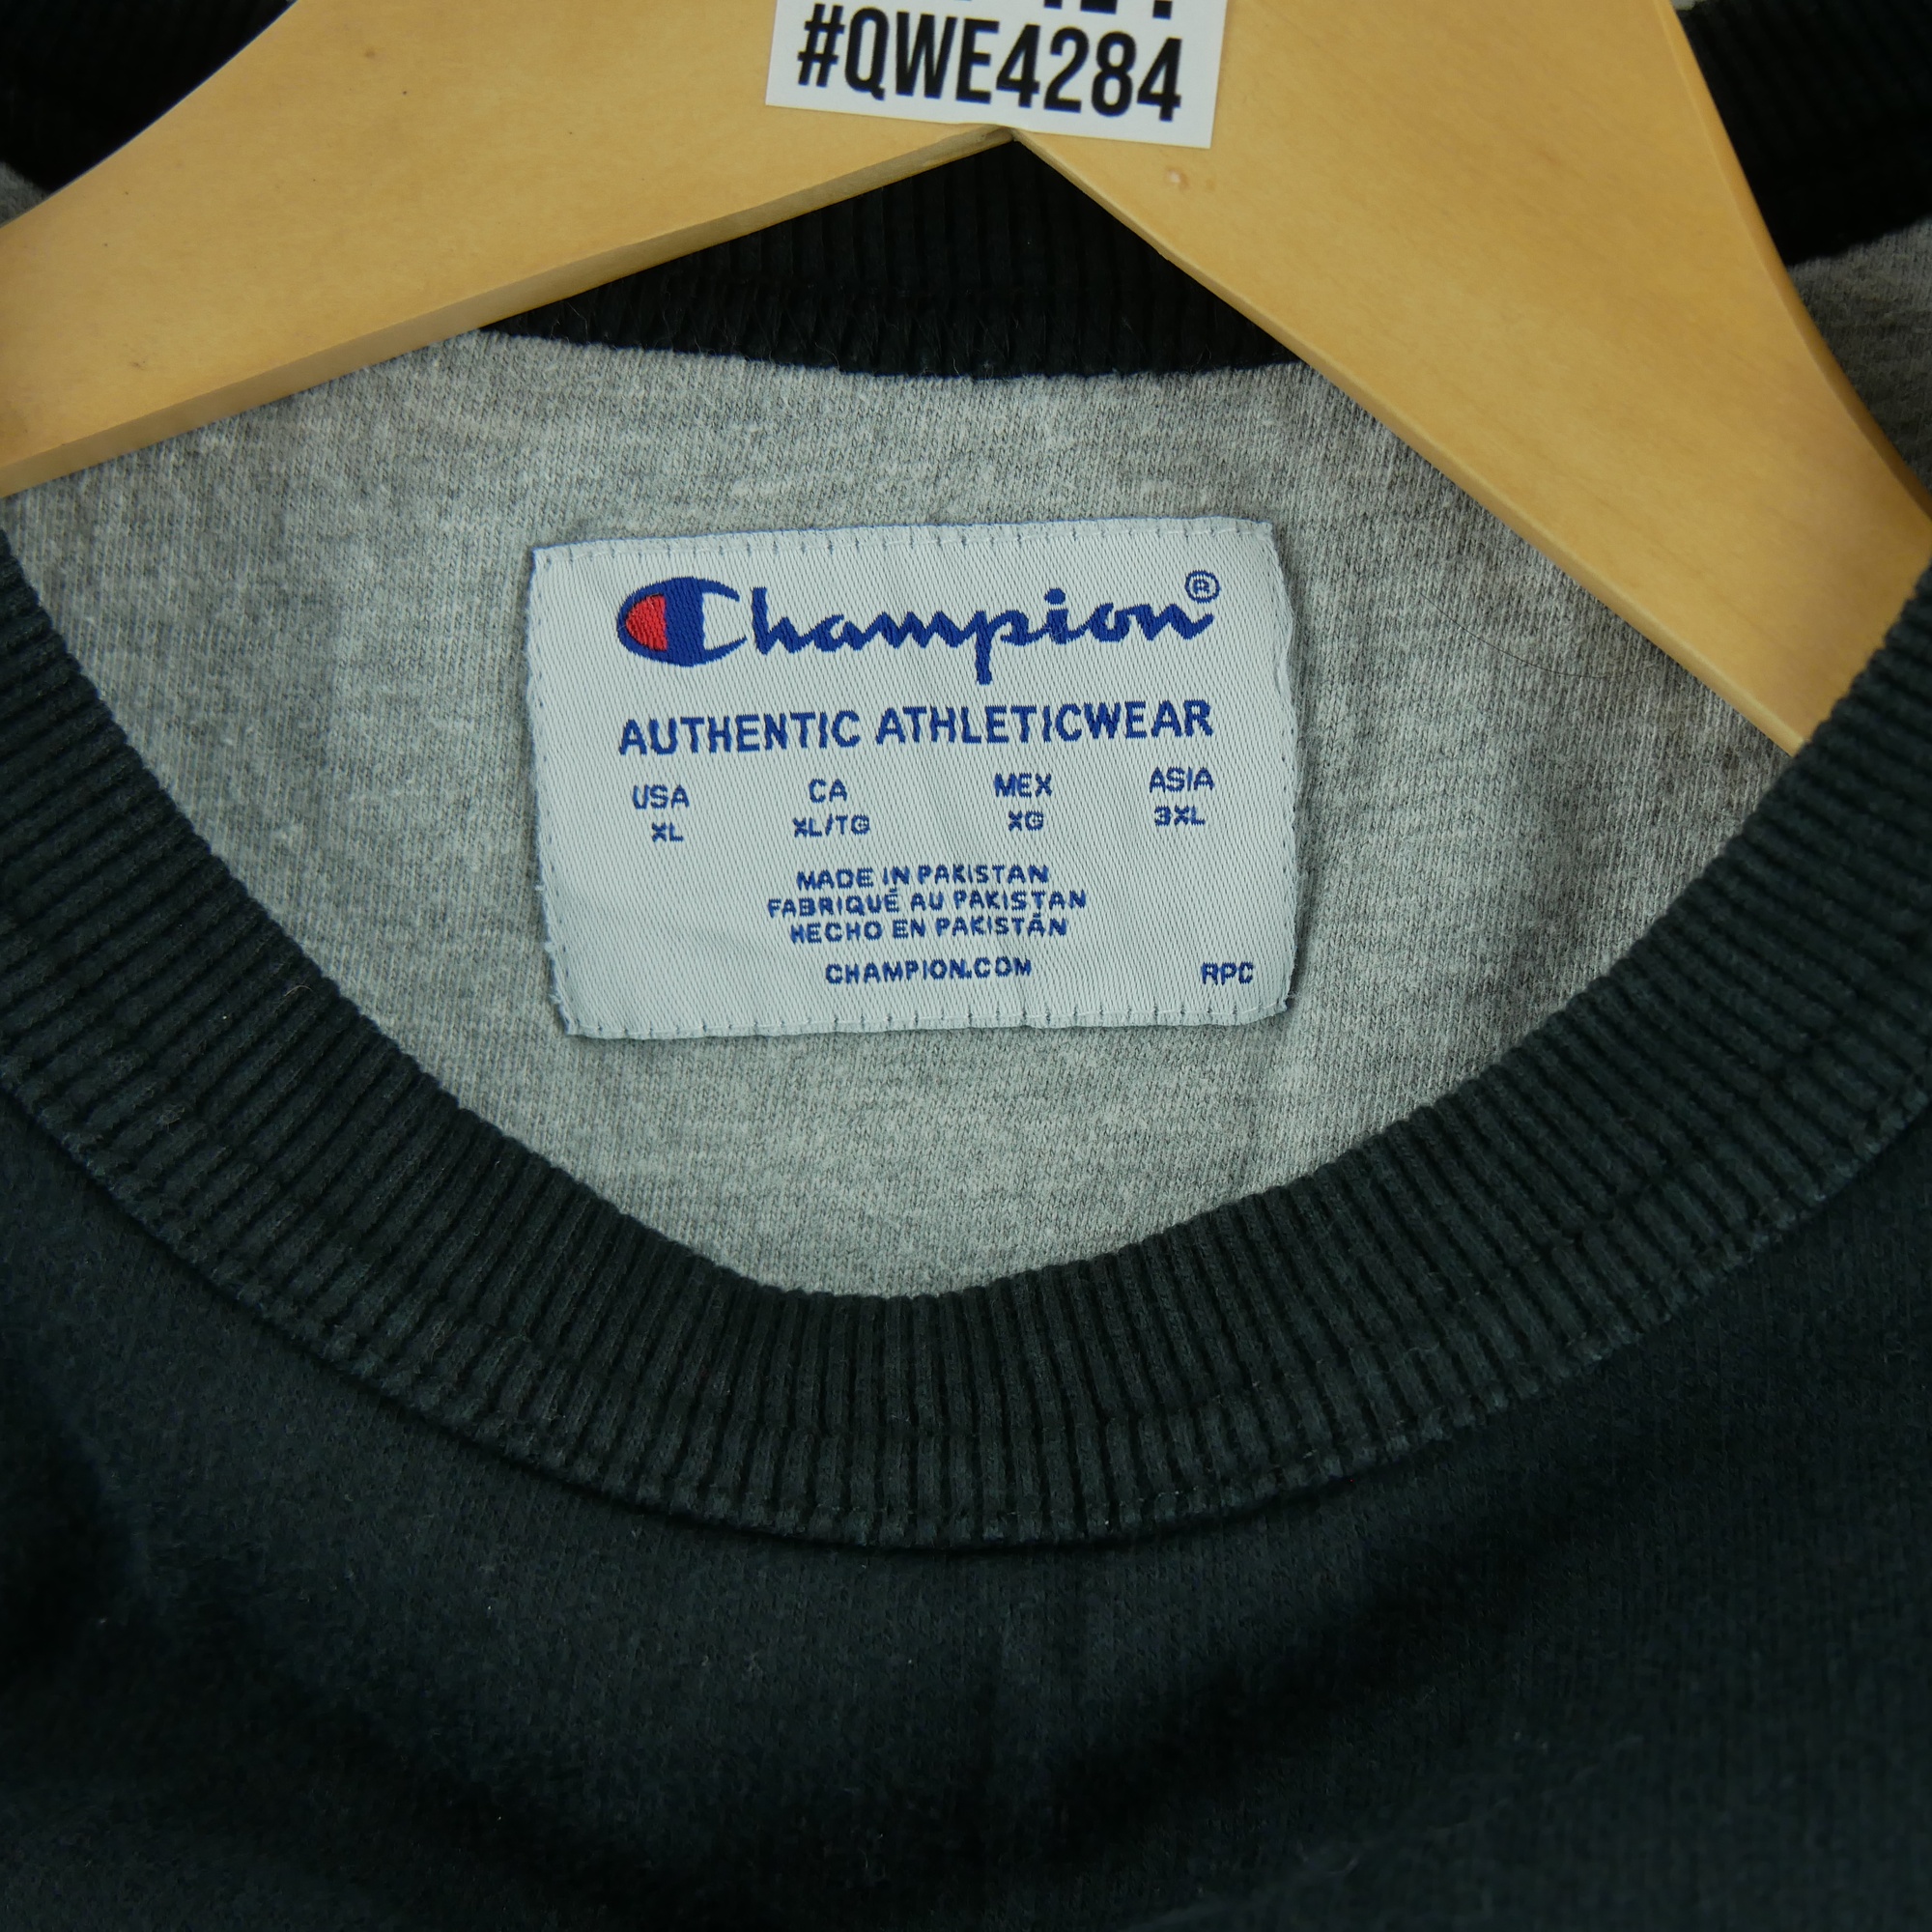 #QWE4284
Champion®
AUTHENTIC ATHLETICWEAR
USA CA MEX ASIA
XL XL/TG XG 3XL
MADE IN PAKISTAN
FABRIQUÉ AU PAKISTAN
HECHO EN PAKISTÁN
CHAMPION.COM RPC